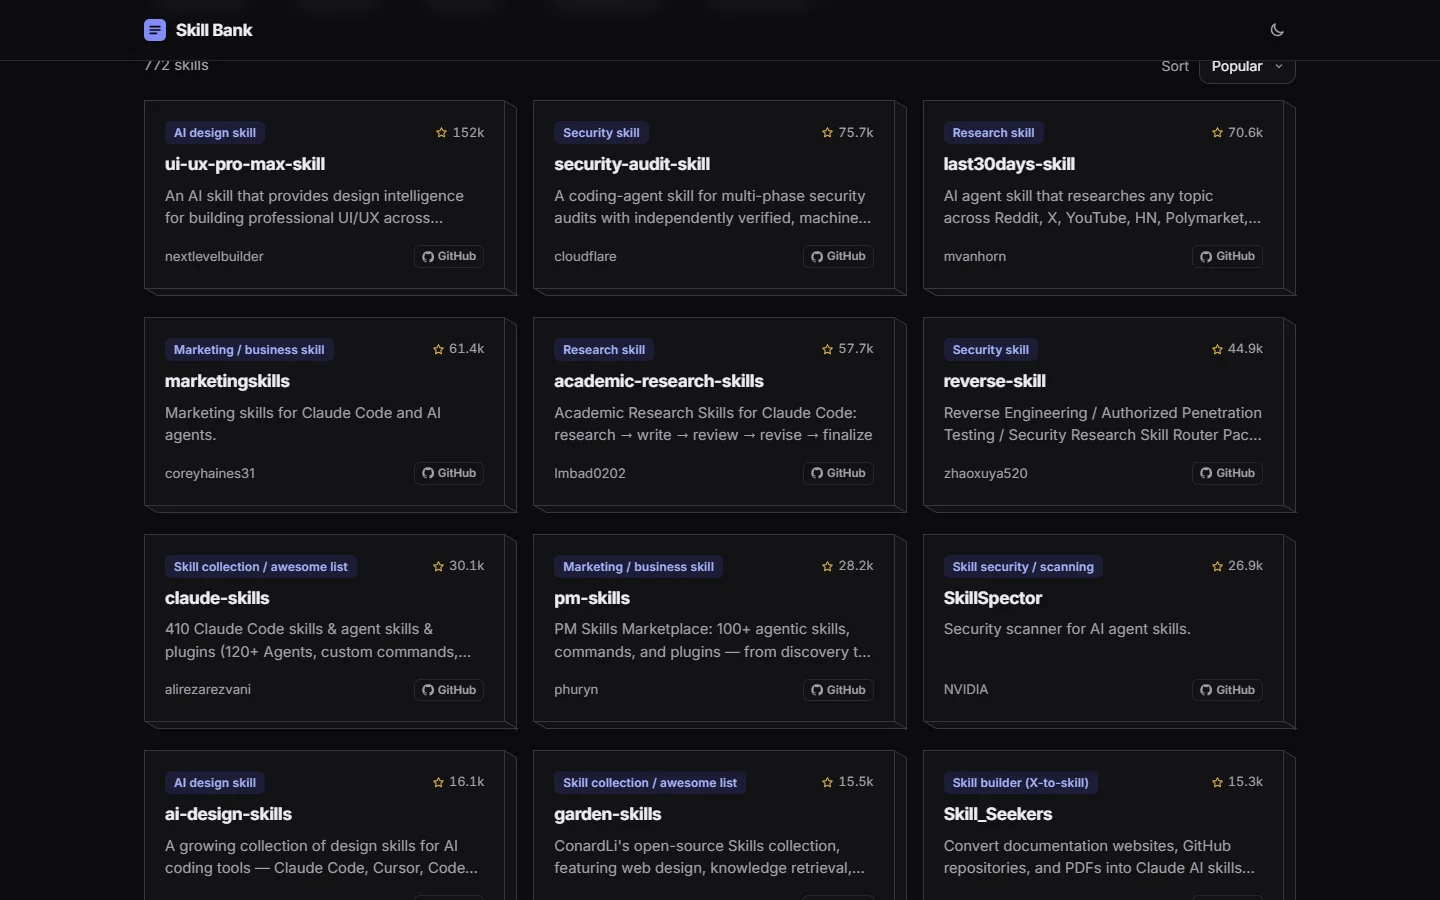 Skill Bank
772 skills
Sort Popular
AI design skill 152k
ui-ux-pro-max-skill
An AI skill that provides design intelligence
for building professional UI/UX across...
nextlevelbuilder GitHub
Security skill 75.7k
security-audit-skill
A coding-agent skill for multi-phase security
audits with independently verified, machine...
cloudflare GitHub
Research skill 70.6k
last30days-skill
AI agent skill that researches any topic
across Reddit, X, YouTube, HN, Polymarket,...
mvanhorn GitHub
Marketing / business skill 61.4k
marketingskills
Marketing skills for Claude Code and AI
agents.
coreyhaines31 GitHub
Research skill 57.7k
academic-research-skills
Academic Research Skills for Claude Code:
research → write → review → revise → finalize
Imbad0202 GitHub
Security skill 44.9k
reverse-skill
Reverse Engineering / Authorized Penetration
Testing / Security Research Skill Router Pac...
zhaoxuya520 GitHub
Skill collection / awesome list 30.1k
claude-skills
410 Claude Code skills & agent skills &
plugins (120+ Agents, custom commands,...
alirezarezvani GitHub
Marketing / business skill 28.2k
pm-skills
PM Skills Marketplace: 100+ agentic skills,
commands, and plugins — from discovery t...
phuryn GitHub
Skill security / scanning 26.9k
SkillSpector
Security scanner for AI agent skills.
NVIDIA GitHub
AI design skill 16.1k
ai-design-skills
A growing collection of design skills for AI
coding tools — Claude Code, Cursor, Code...
Skill collection / awesome list 15.5k
garden-skills
ConardLi's open-source Skills collection,
featuring web design, knowledge retrieval,...
Skill builder (X-to-skill) 15.3k
Skill_Seekers
Convert documentation websites, GitHub
repositories, and PDFs into Claude AI skills...